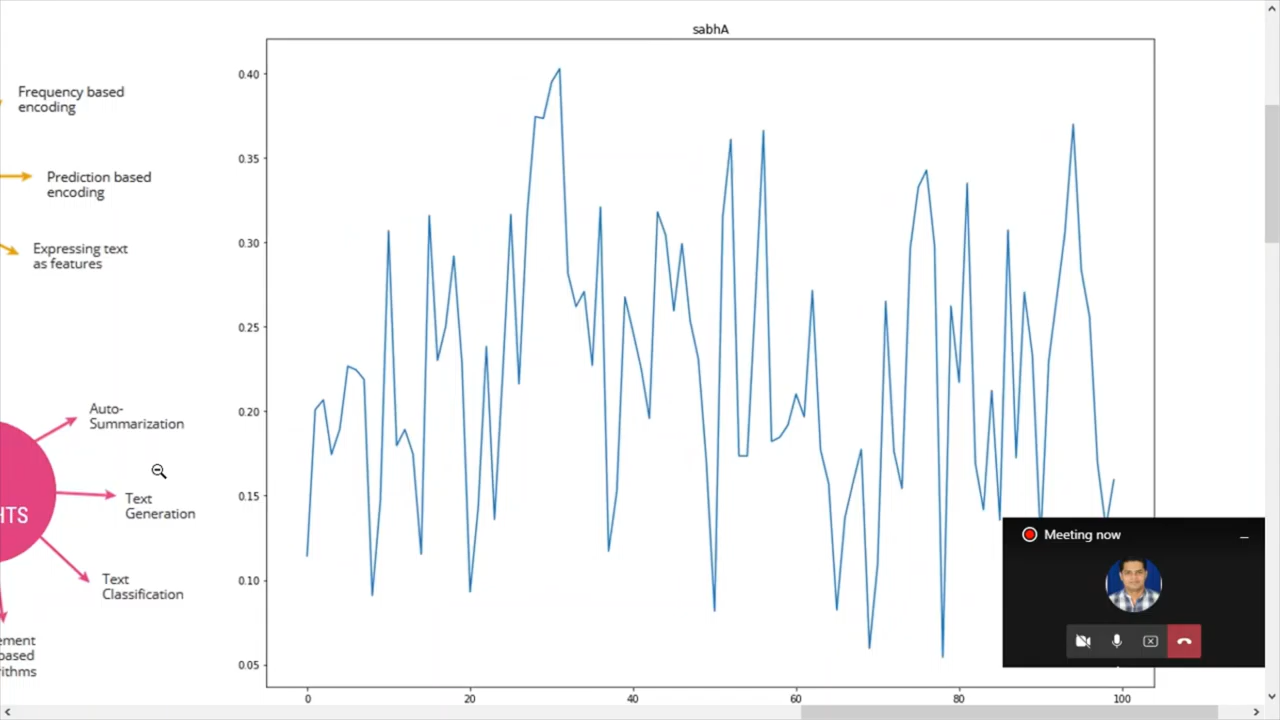 sabhA
Frequency based
encoding
Prediction based
encoding
Expressing text
as features
Auto-
Summarization
Text
Generation
HTS
Text
Classification
ement
based
rithms
0.40
0.35
0.30
0.25
0.20
0.15
0.10
0.05
0
20
40
60
80
100
Meeting now